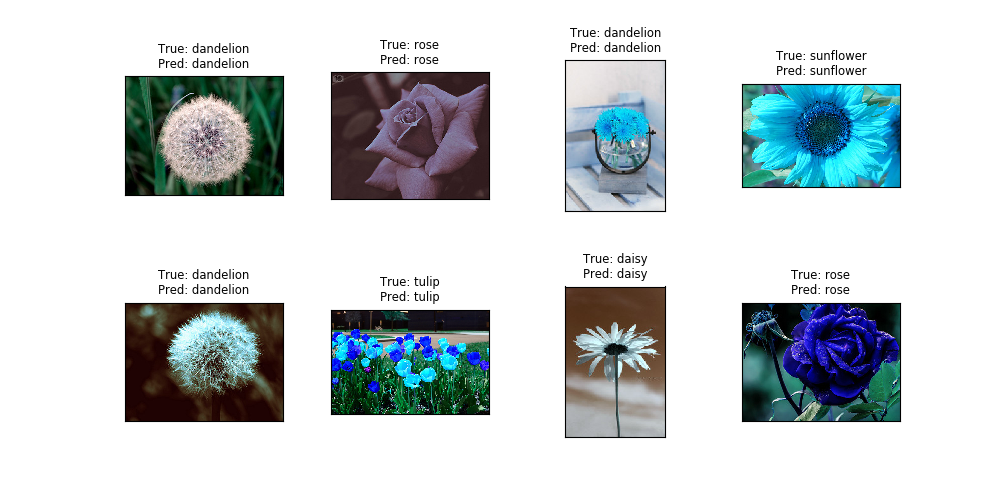 True: dandelion
Pred: dandelion
True: rose
Pred: rose
True: dandelion
Pred: dandelion
True: sunflower
Pred: sunflower
True: dandelion
Pred: dandelion
True: tulip
Pred: tulip
True: daisy
Pred: daisy
True: rose
Pred: rose